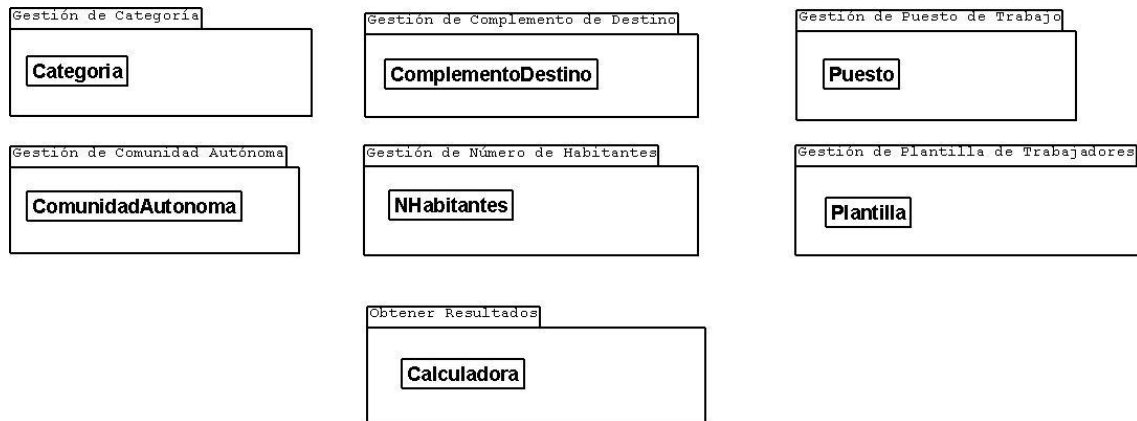 Gestión de Categoría
Categoria
Gestión de Complemento de Destino
ComplementoDestino
Gestión de Puesto de Trabajo
Puesto
Gestión de Comunidad Autónoma
ComunidadAutonoma
Gestión de Número de Habitantes
NHabitantes
Gestión de Plantilla de Trabajadores
Plantilla
Obtener Resultados
Calculadora